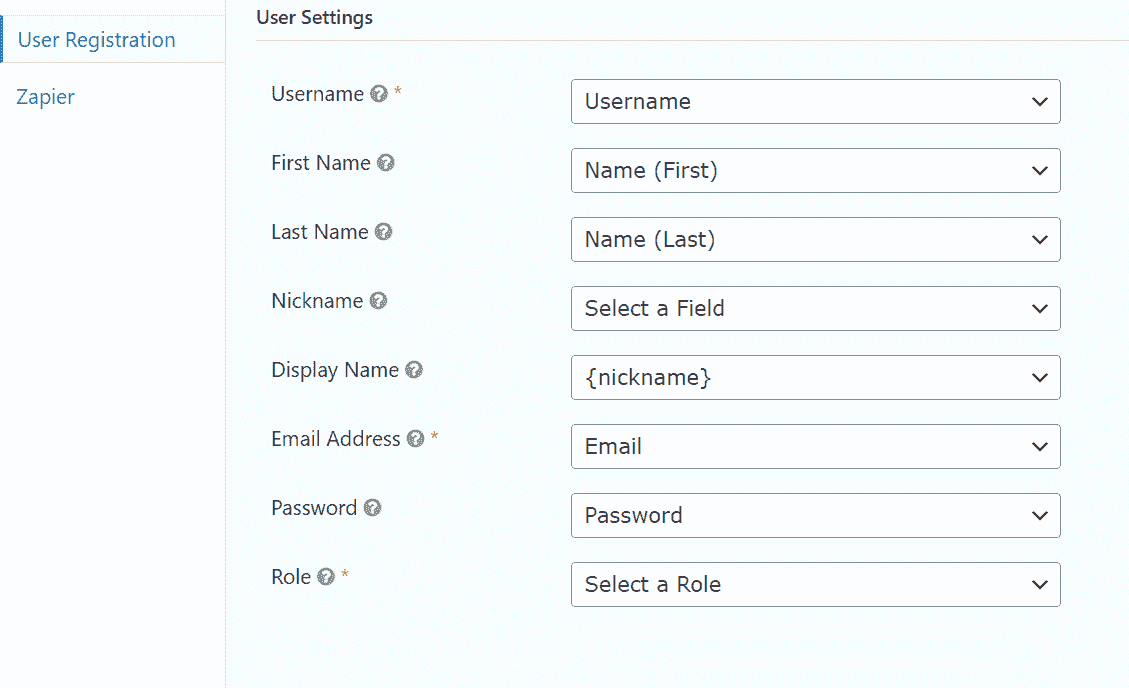 User Settings
User Registration
Zapier
Username ? *
Username
First Name ?
Name (First)
Last Name ?
Name (Last)
Nickname ?
Select a Field
Display Name ?
{nickname}
Email Address ? *
Email
Password ?
Password
Role ? *
Select a Role